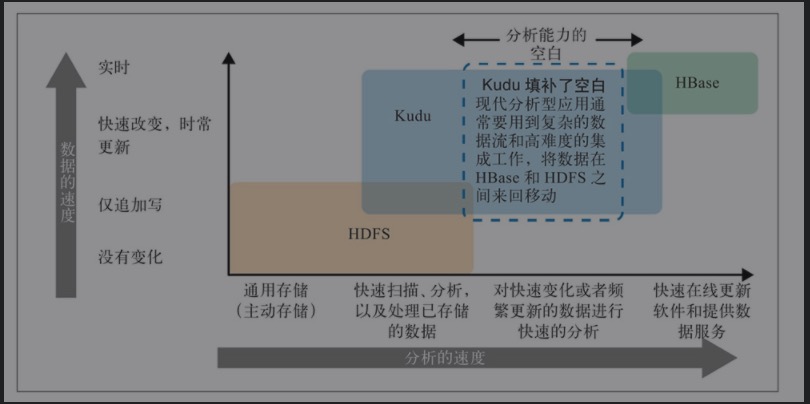 分析能力的
空白
实时
Kudu 填补了空白
HBase
现代分析型应用通
常要用到复杂的数
据流和高难度的集
成工作，将数据在
HBase 和 HDFS 之
间来回移动
Kudu
快速改变，时常
更新
数据的速度
仅追加写
HDFS
没有变化
通用存储
（主动存储）
快速扫描、分析，
以及处理已存储
的数据
对快速变化或者频
繁更新的数据进行
快速的分析
快速在线更新
软件和提供数
据服务
分析的速度